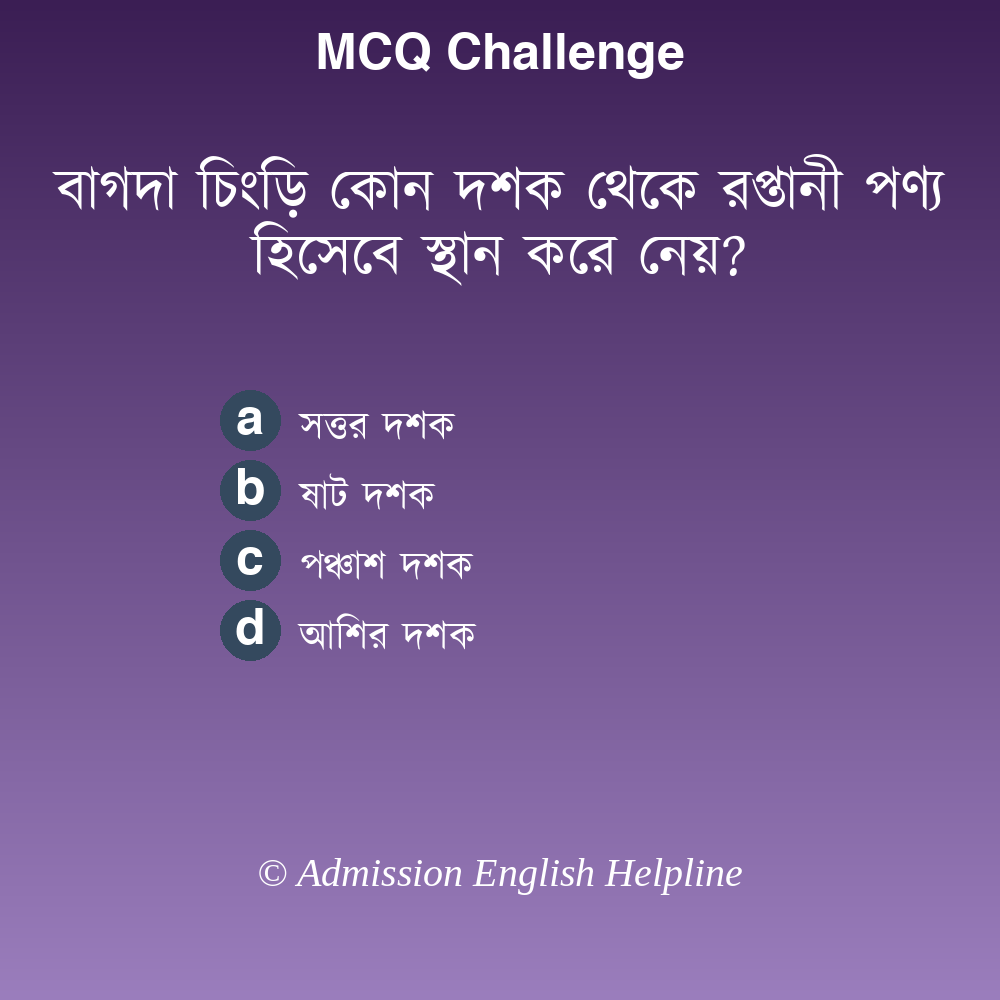 MCQ Challenge
বাগদা চিংড়ি কোন দশক থেকে রপ্তানী পণ্য
হিসেবে স্থান করে নেয়?
a সত্তর দশক
b ষাট দশক
c পঞ্চাশ দশক
d আশির দশক
© Admission English Helpline